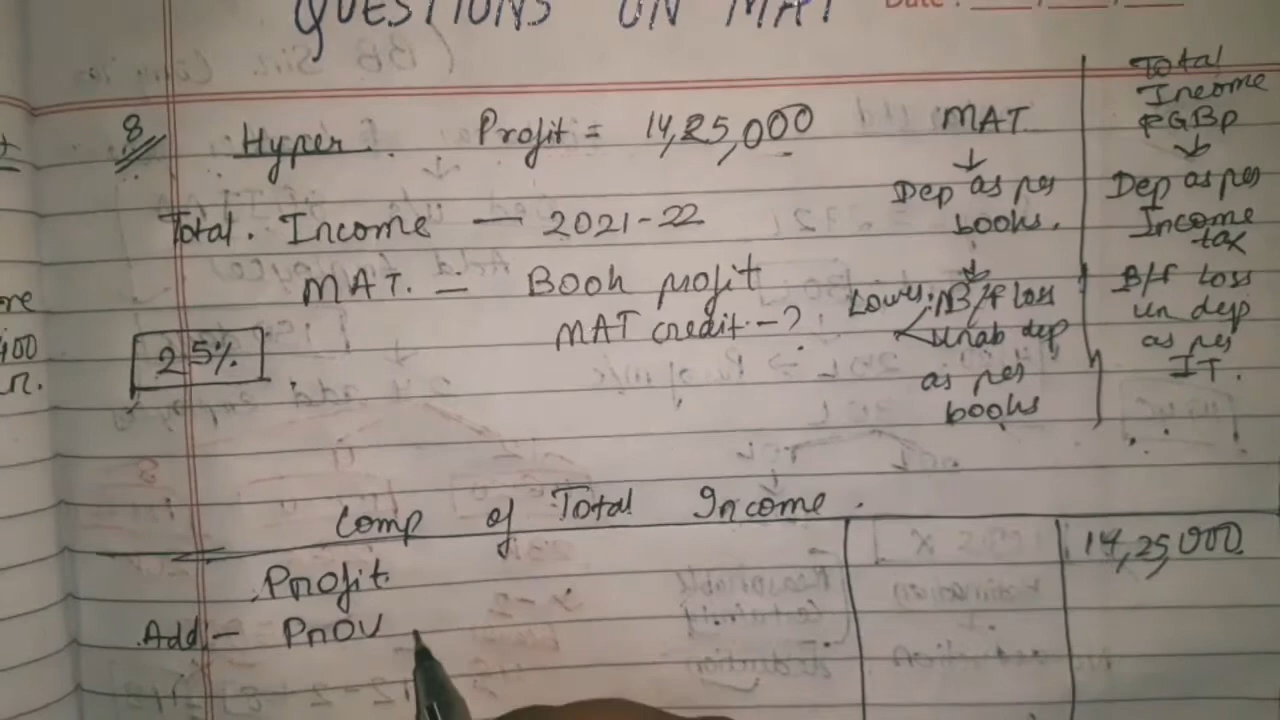 QUESTIONS ON MAT
Date :
8 Hyper. Profit = 14,25,000
Total. Income — 2021-22
MAT. — Book profit
MAT credit - ?
25%
MAT
Dep as per
books.
Lower. B/f loss
Unab dep
as per
books
Total
Income
PGBP
Dep as per
Income
tax
B/f loss
un dep
as per
IT.
Comp of Total Income.
Profit. 14,25,000
Add - Prov
400